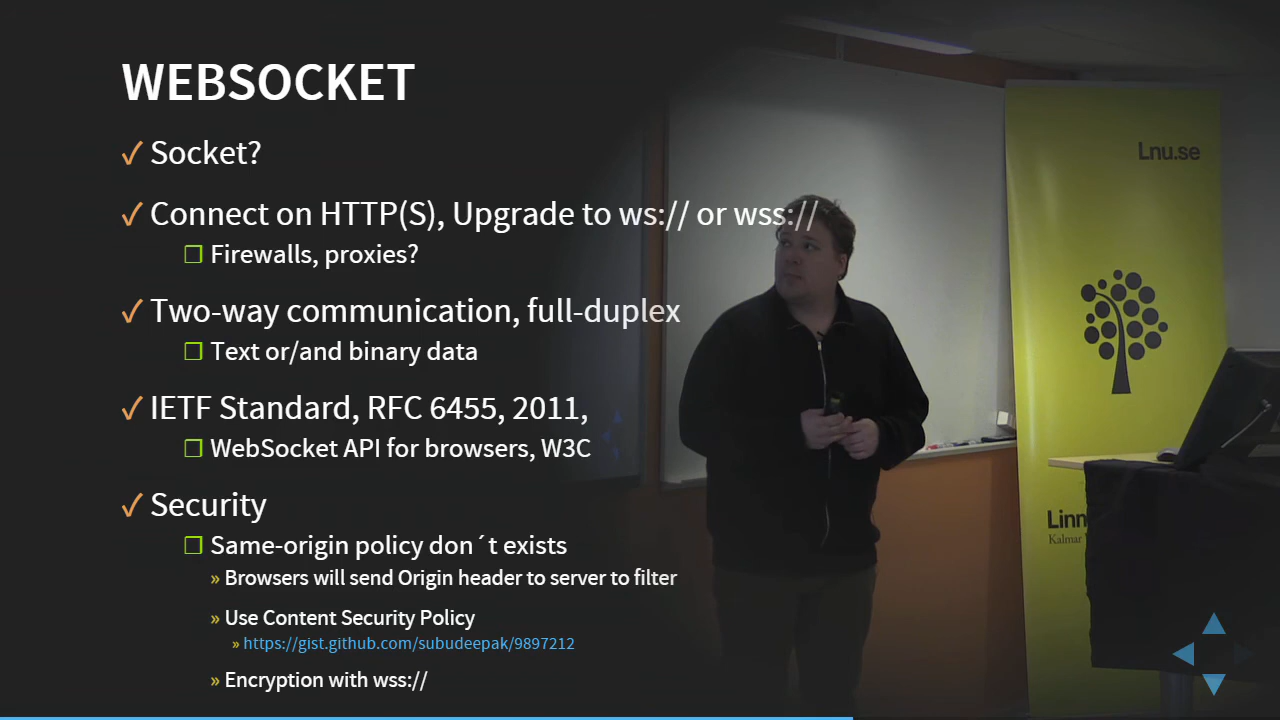 WEBSOCKET
✓ Socket?
✓ Connect on HTTP(S), Upgrade to ws:// or wss://
❒ Firewalls, proxies?
✓ Two-way communication, full-duplex
❒ Text or/and binary data
✓ IETF Standard, RFC 6455, 2011,
❒ WebSocket API for browsers, W3C
✓ Security
❒ Same-origin policy don´t exists
» Browsers will send Origin header to server to filter
» Use Content Security Policy
» https://gist.github.com/subudeepak/9897212
» Encryption with wss://
Lnu.se
Linn
Kalmar